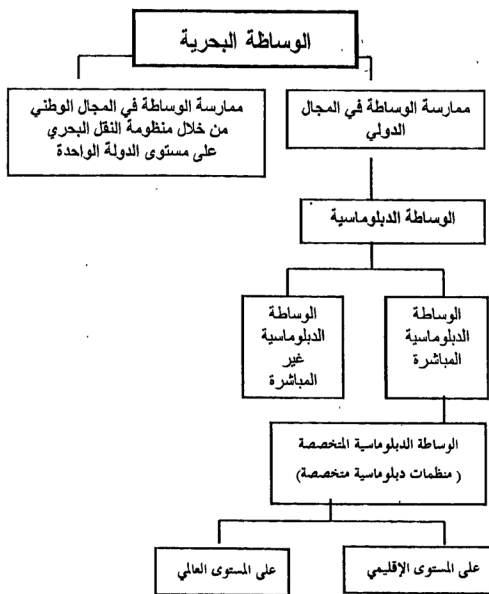 الوساطة البحرية
ممارسة الوساطة في المجال
الدولي
ممارسة الوساطة في المجال الوطني
من خلال منظومة النقل البحري
على مستوى الدولة الواحدة
الوساطة الدبلوماسية
الوساطة
الدبلوماسية
المباشرة
الوساطة
الدبلوماسية
غير
المباشرة
الوساطة الدبلوماسية المتخصصة
( منظمات دبلوماسية متخصصة)
على المستوى الإقليمي
على المستوى العالمي